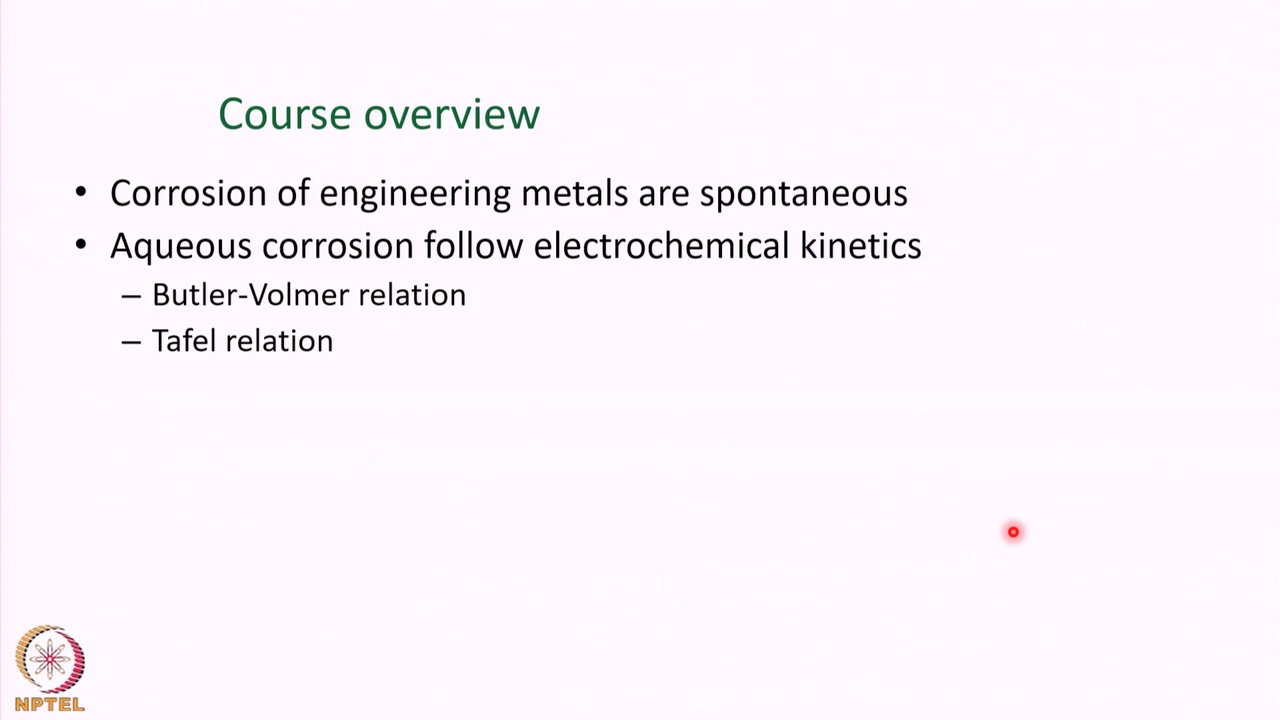 Course overview
• Corrosion of engineering metals are spontaneous
• Aqueous corrosion follow electrochemical kinetics
– Butler-Volmer relation
– Tafel relation
NPTEL